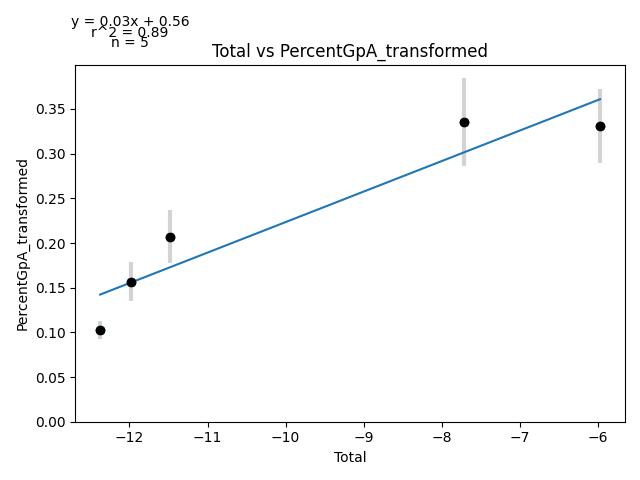 y = 0.03x + 0.56
r^2 = 0.89
n = 5
Total vs PercentGpA_transformed
PercentGpA_transformed
0.35
0.30
0.25
0.20
0.15
0.10
0.05
0.00
−12 −11 −10 −9 −8 −7 −6
Total